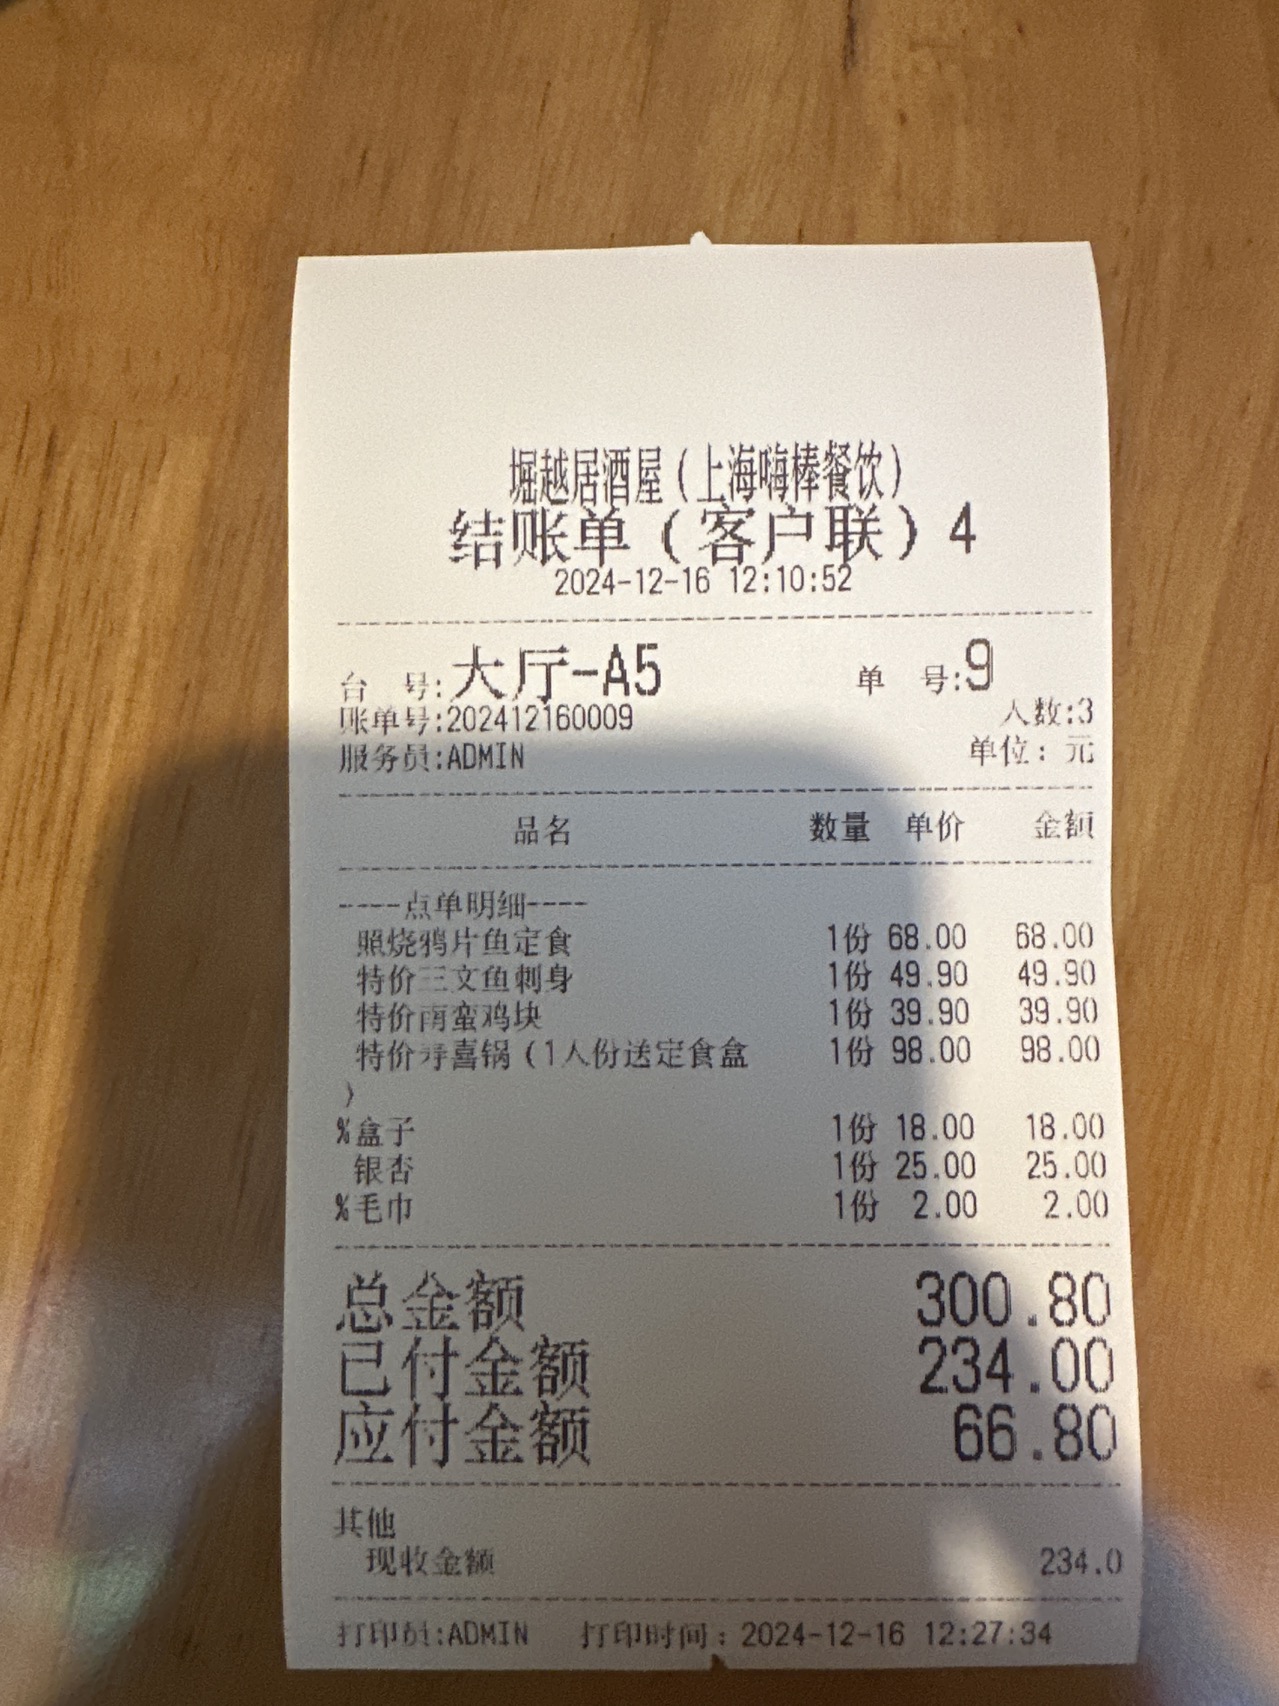 堀越居酒屋（上海嗨棒餐饮）
结账单（客户联）4
2024-12-16 12:10:52
台 号:大厅-A5 单 号:9
账单号:202412160009 人数:3
服务员:ADMIN 单位：元
品名 数量 单价 金额
----点单明细----
照烧鸦片鱼定食 1份 68.00 68.00
特价三文鱼刺身 1份 49.90 49.90
特价南蛮鸡块 1份 39.90 39.90
特价寿喜锅（1人份送定食盒 1份 98.00 98.00
）
%盒子 1份 18.00 18.00
银杏 1份 25.00 25.00
%毛巾 1份 2.00 2.00
总金额 300.80
已付金额 234.00
应付金额 66.80
其他
现收金额 234.0
打印员:ADMIN 打印时间：2024-12-16 12:27:34